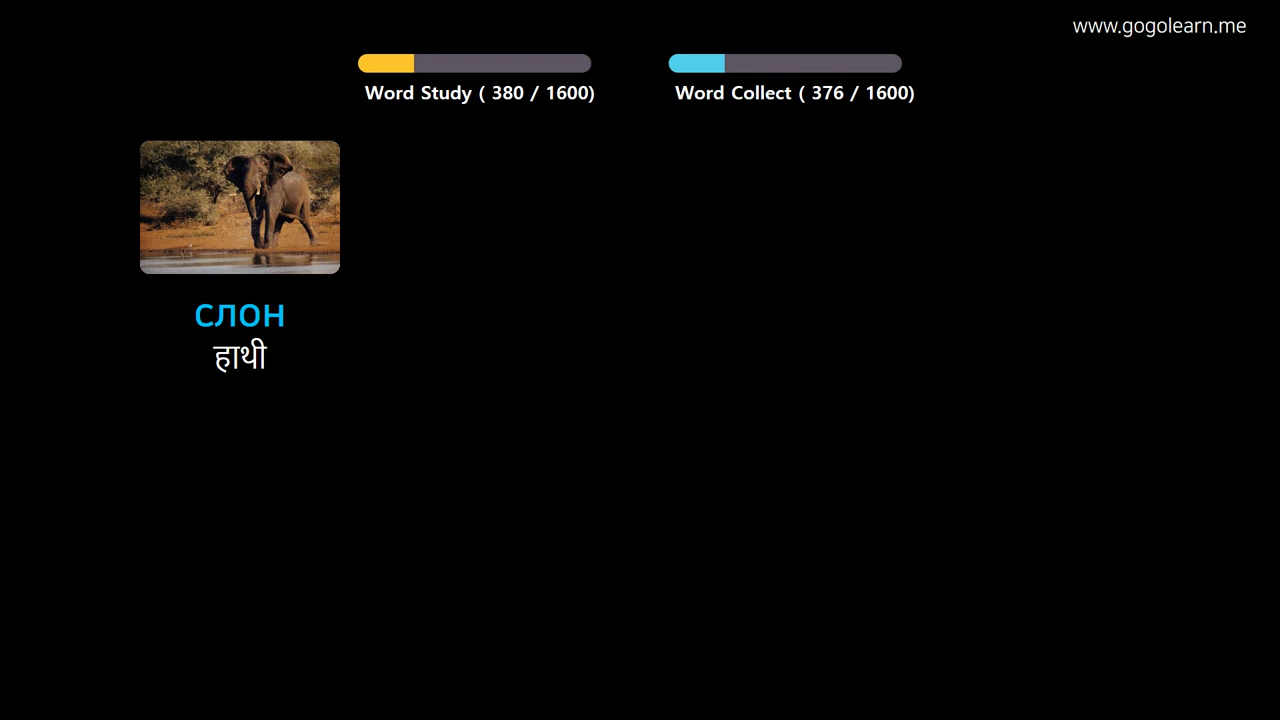 www.gogolearn.me
Word Study ( 380 / 1600)
Word Collect ( 376 / 1600)
слон
हाथी